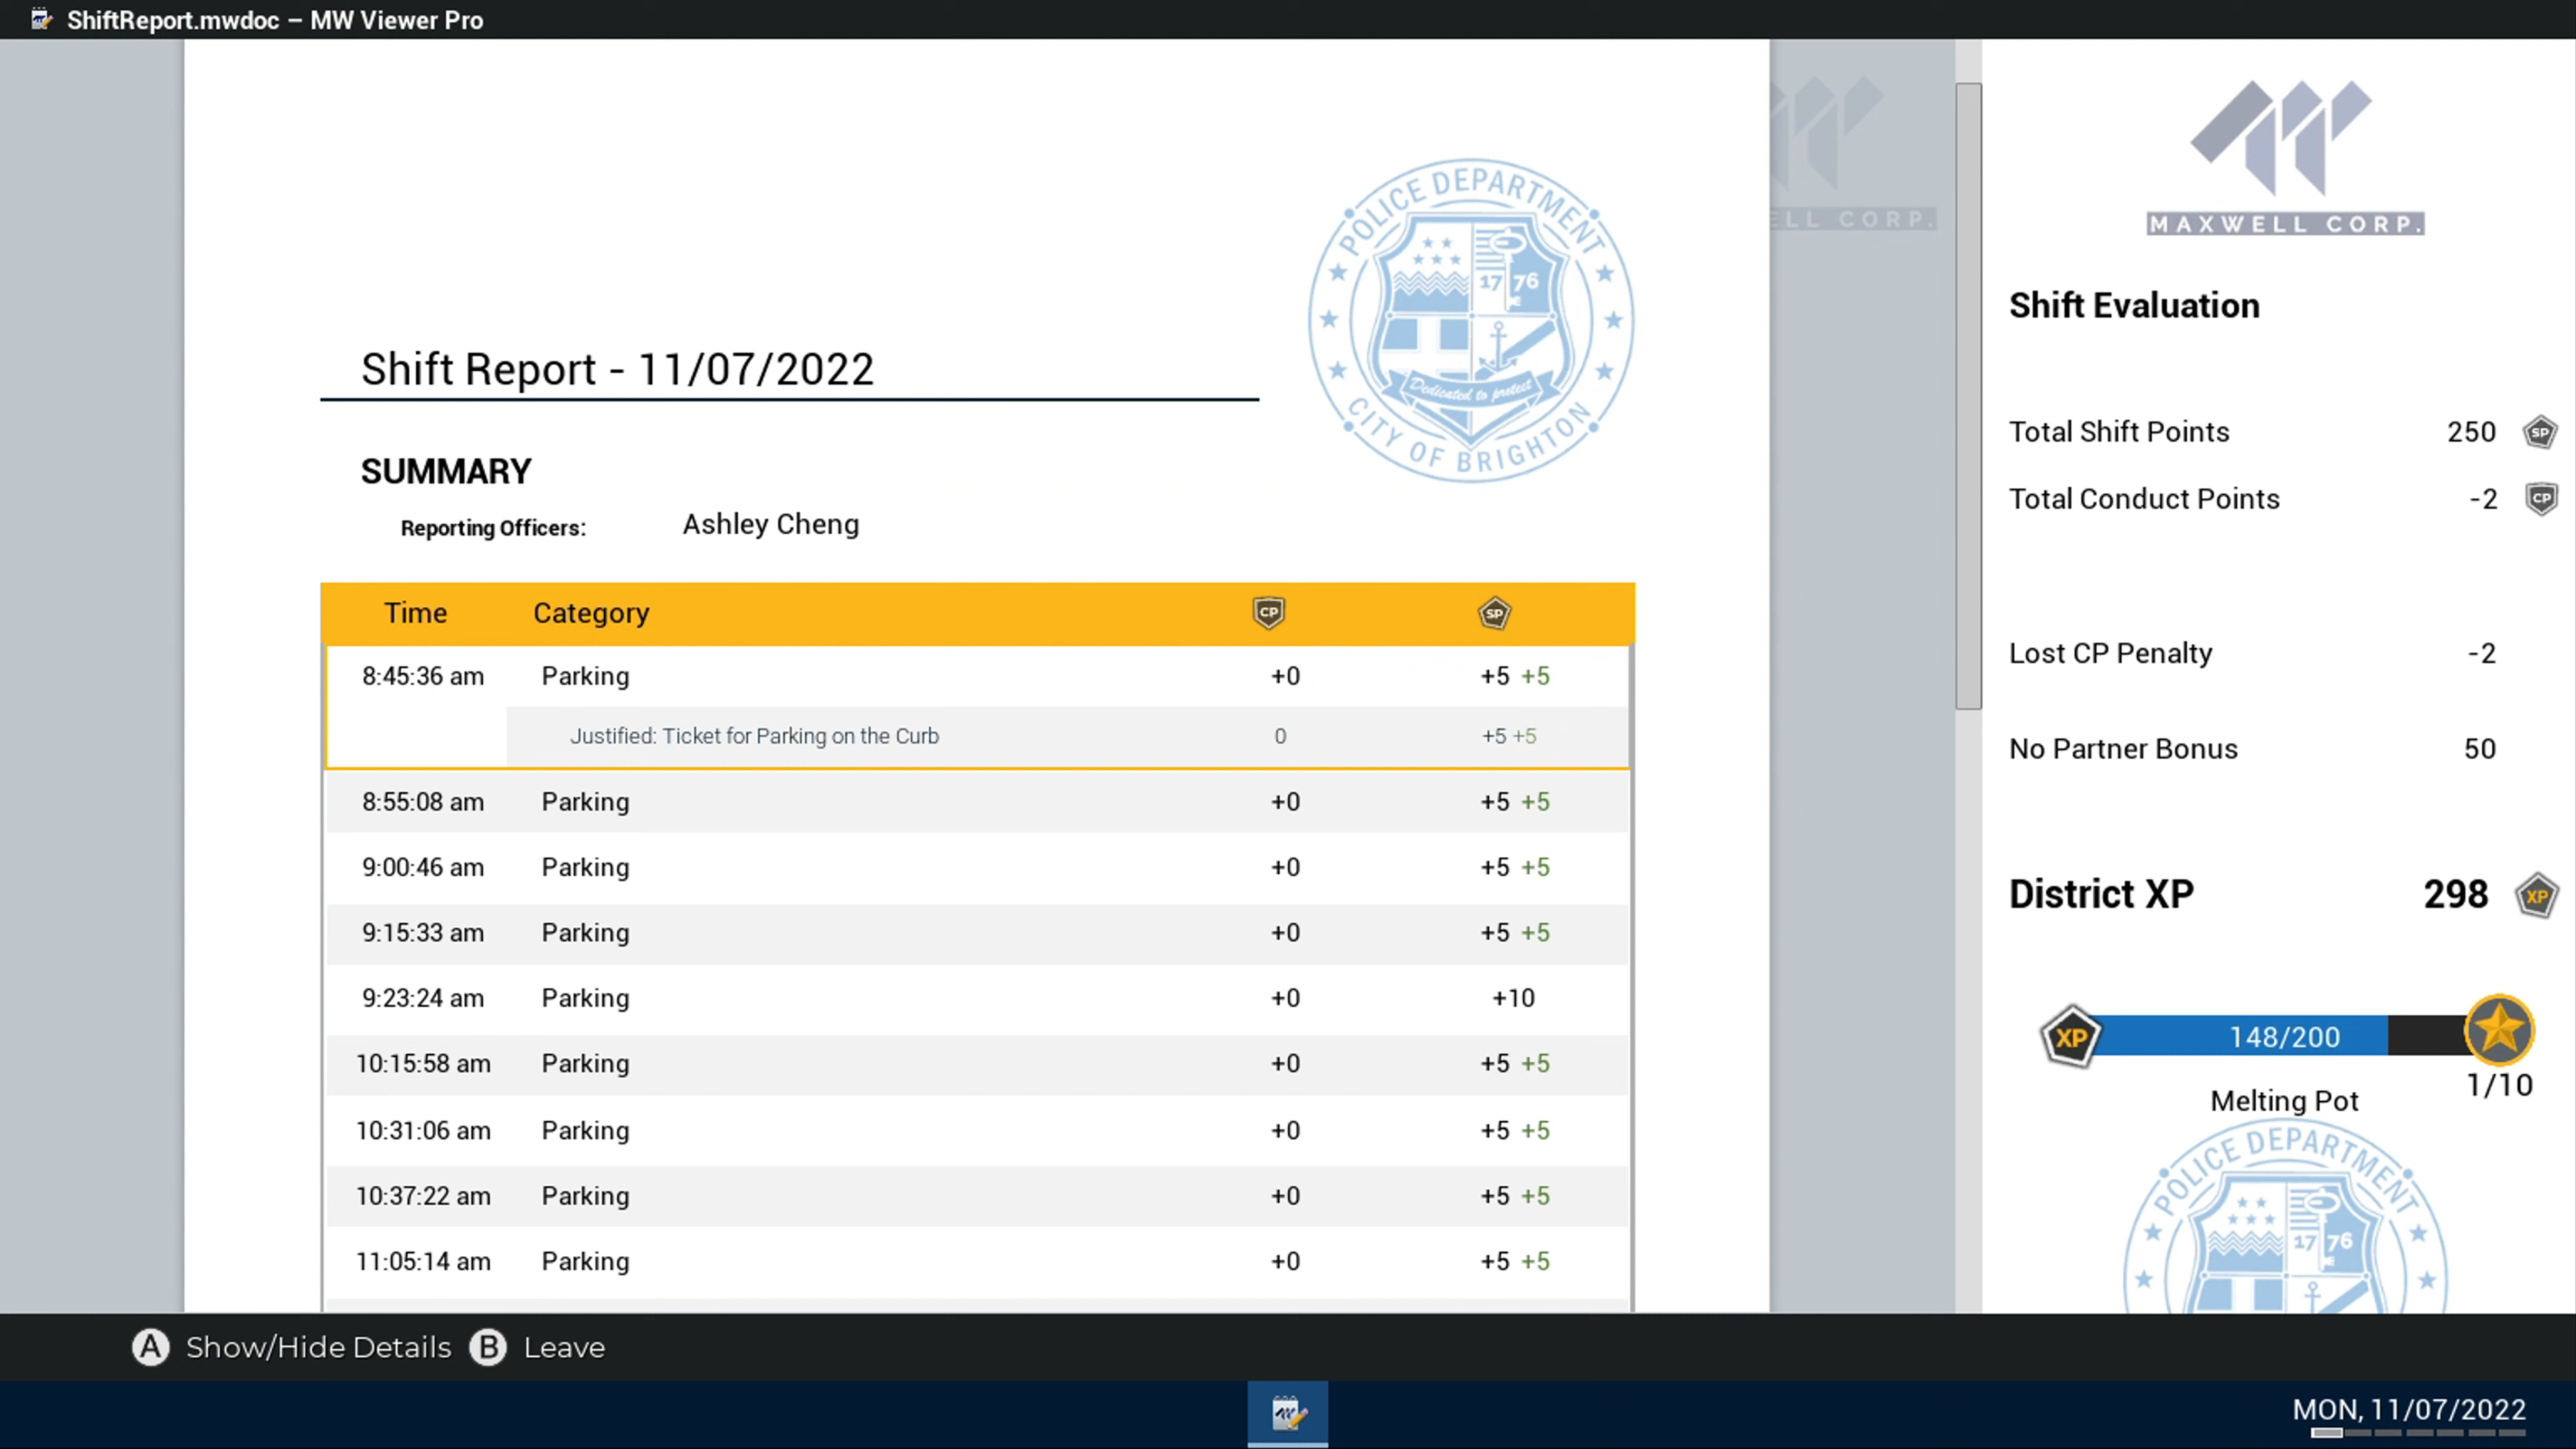 ShiftReport.mwdoc – MW Viewer Pro
POLICE DEPARTMENT
17 76
Dedicated to protect
CITY OF BRIGHTON
Shift Report - 11/07/2022
SUMMARY
Reporting Officers: Ashley Cheng
Time Category CP SP
8:45:36 am Parking +0 +5 +5
Justified: Ticket for Parking on the Curb 0 +5 +5
8:55:08 am Parking +0 +5 +5
9:00:46 am Parking +0 +5 +5
9:15:33 am Parking +0 +5 +5
9:23:24 am Parking +0 +10
10:15:58 am Parking +0 +5 +5
10:31:06 am Parking +0 +5 +5
10:37:22 am Parking +0 +5 +5
11:05:14 am Parking +0 +5 +5
ELL CORP.
MAXWELL CORP.
Shift Evaluation
Total Shift Points 250 SP
Total Conduct Points -2 CP
Lost CP Penalty -2
No Partner Bonus 50
District XP 298 XP
XP 148/200
1/10
Melting Pot
POLICE DEPARTMENT
17 76
A Show/Hide Details B Leave
MON, 11/07/2022